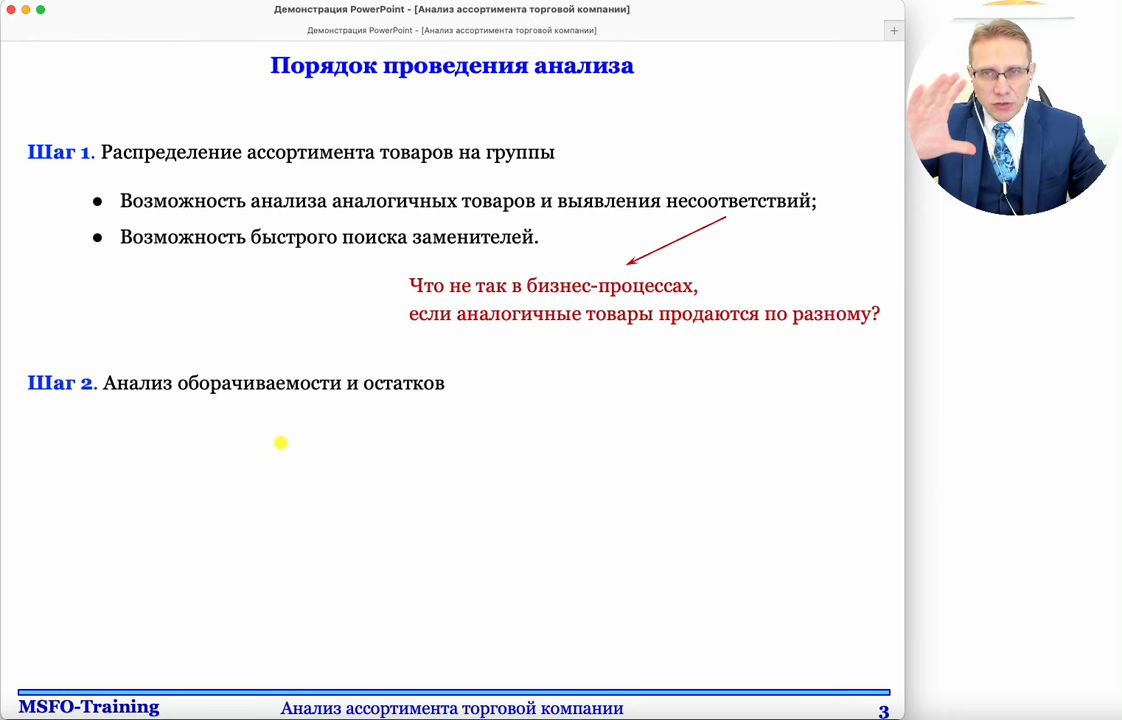 Демонстрация PowerPoint - [Анализ ассортимента торговой компании]
Демонстрация PowerPoint - [Анализ ассортимента торговой компании]
Порядок проведения анализа
Шаг 1. Распределение ассортимента товаров на группы
● Возможность анализа аналогичных товаров и выявления несоответствий;
● Возможность быстрого поиска заменителей.
Что не так в бизнес-процессах,
если аналогичные товары продаются по разному?
Шаг 2. Анализ оборачиваемости и остатков
MSFO-Training Анализ ассортимента торговой компании 3